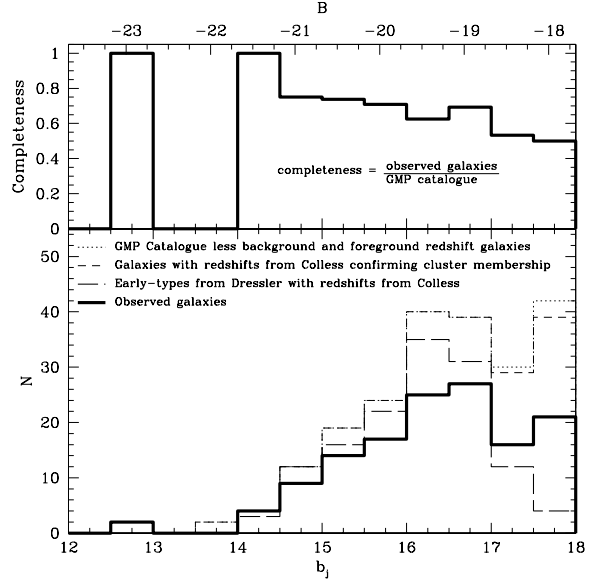 B
−23 −22 −21 −20 −19 −18
1
0.8
0.6
0.4
0.2
0
Completeness
completeness = observed galaxies
GMP catalogue
GMP Catalogue less background and foreground redshift galaxies
Galaxies with redshifts from Colless confirming cluster membership
Early-types from Dressler with redshifts from Colless
Observed galaxies
50
40
30
20
10
0
N
12 13 14 15 16 17 18
bj